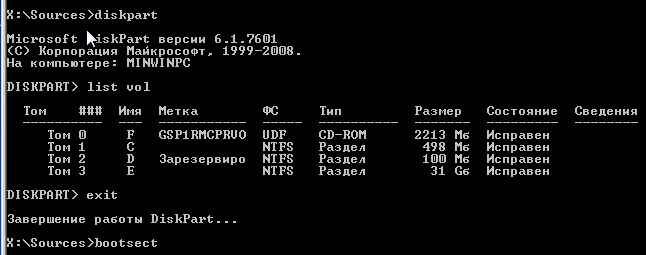 X:\Sources>diskpart
Microsoft DiskPart версии 6.1.7601
(C) Корпорация Майкрософт, 1999-2008.
На компьютере: MINWINPC
DISKPART> list vol
Том ### Имя Метка ФС Тип Размер Состояние Сведения
Том 0 F GSP1RMCPRVO UDF CD-ROM 2213 Мб Исправен
Том 1 C NTFS Раздел 498 Мб Исправен
Том 2 D Зарезервиро NTFS Раздел 100 Мб Исправен
Том 3 E NTFS Раздел 31 Gб Исправен
DISKPART> exit
Завершение работы DiskPart...
X:\Sources>bootsect